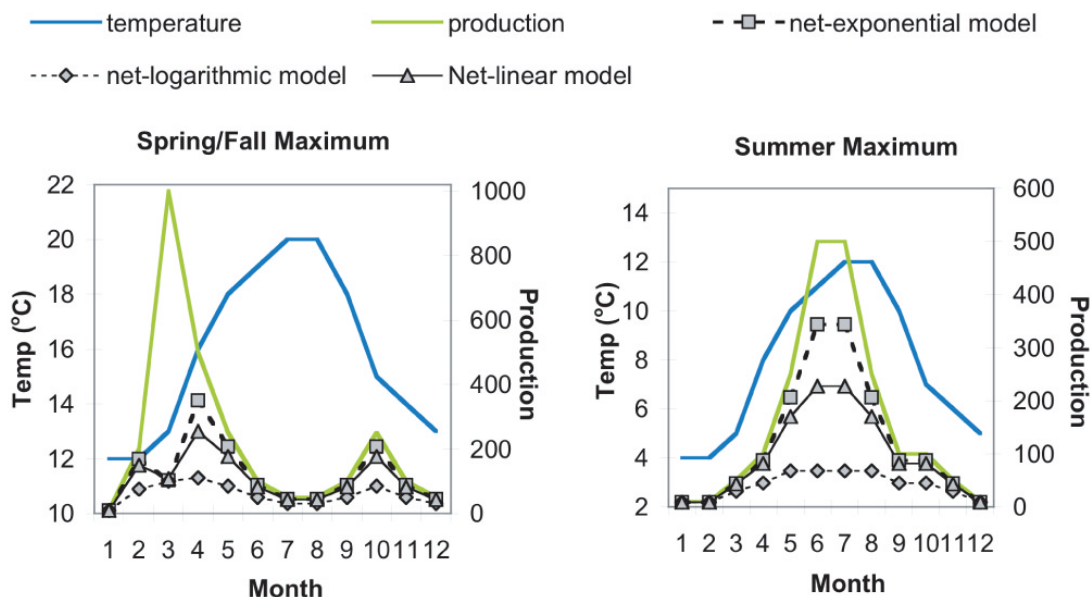 temperature production net-exponential model
net-logarithmic model Net-linear model
Spring/Fall Maximum
22
20
18
16
14
12
10
Temp (°C)
1000
800
600
400
200
0
Production
1 2 3 4 5 6 7 8 9 10 11 12
Month
Summer Maximum
14
12
10
8
6
4
2
Temp (°C)
600
500
400
300
200
100
0
Production
1 2 3 4 5 6 7 8 9 10 11 12
Month